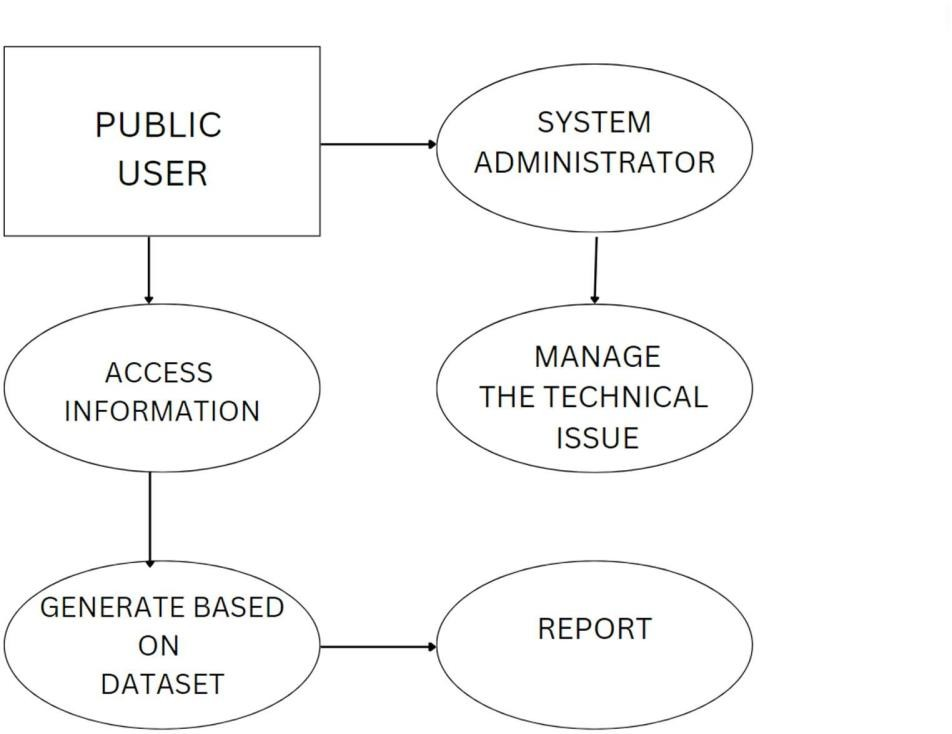 PUBLIC
USER
SYSTEM
ADMINISTRATOR
ACCESS
INFORMATION
MANAGE
THE TECHNICAL
ISSUE
GENERATE BASED
ON
DATASET
REPORT